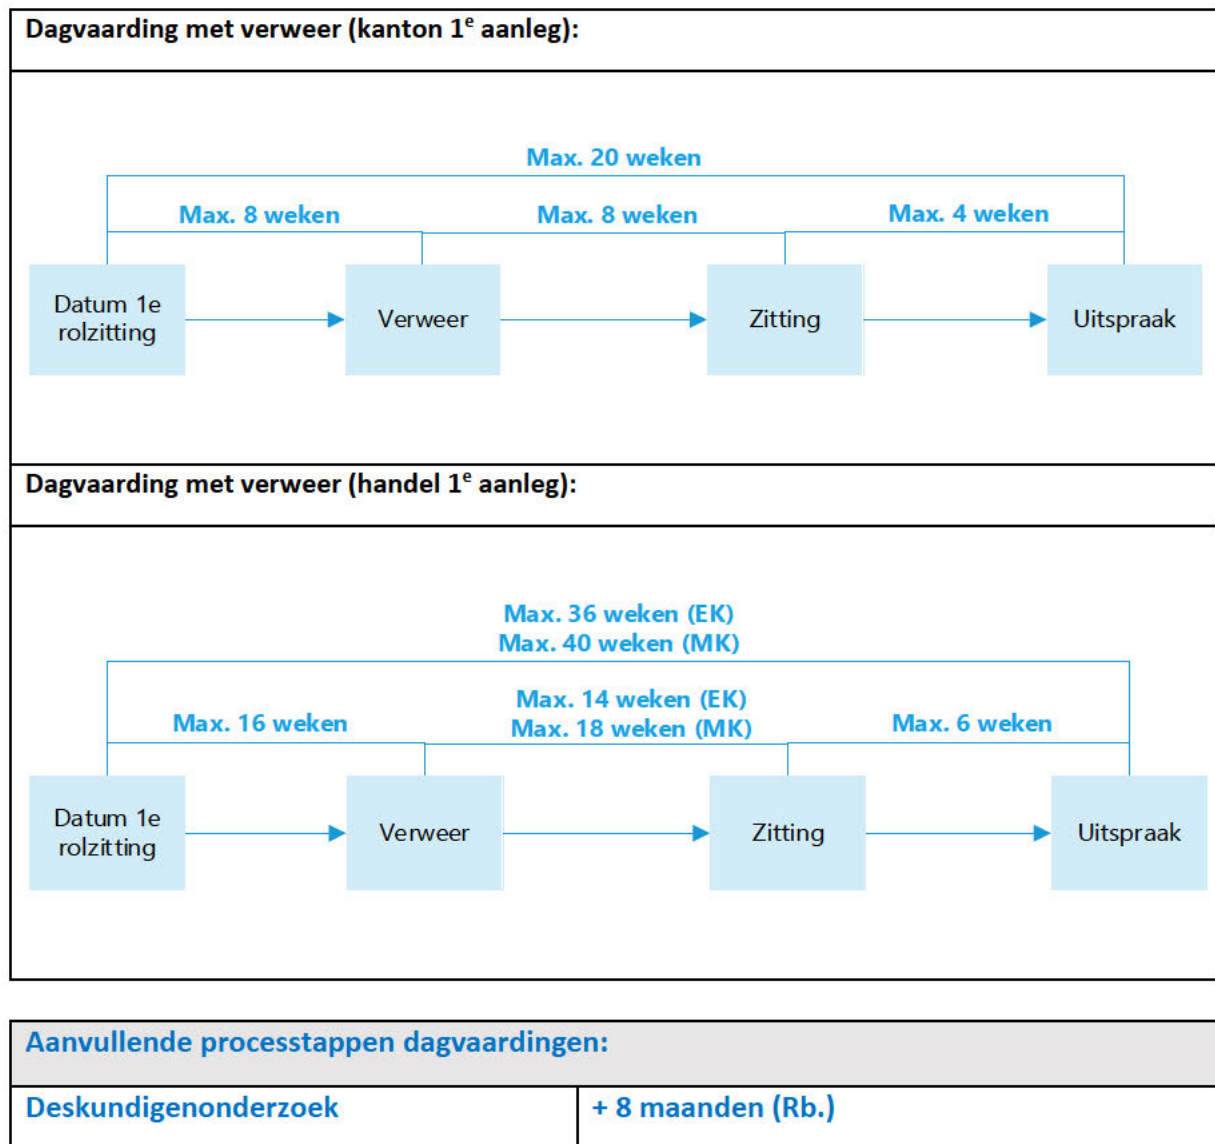 Dagvaarding met verweer (kanton 1e aanleg):
Max. 20 weken
Max. 8 weken
Max. 8 weken
Max. 4 weken
Datum 1e
rolzitting
Verweer
Zitting
Uitspraak
Dagvaarding met verweer (handel 1e aanleg):
Max. 36 weken (EK)
Max. 40 weken (MK)
Max. 16 weken
Max. 14 weken (EK)
Max. 18 weken (MK)
Max. 6 weken
Datum 1e
rolzitting
Verweer
Zitting
Uitspraak
Aanvullende processtappen dagvaardingen:
Deskundigenonderzoek
+ 8 maanden (Rb.)